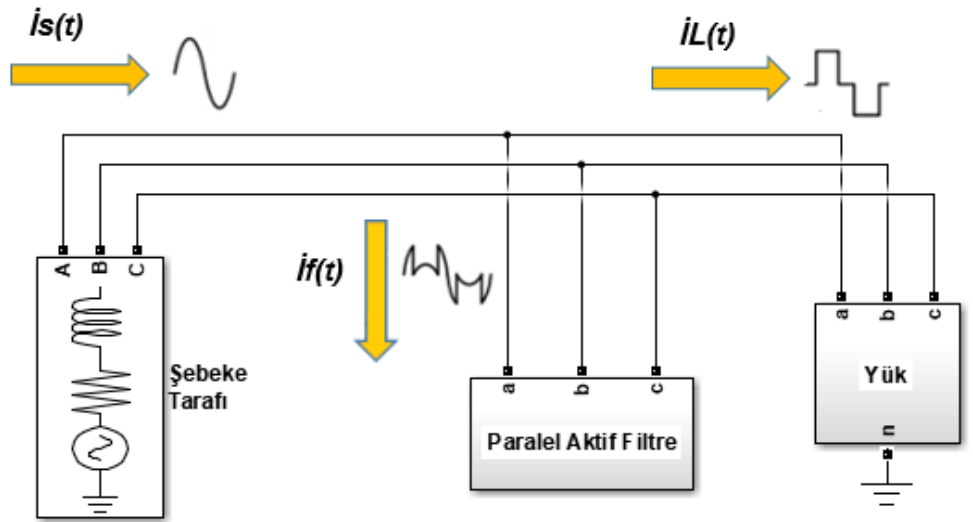 İs(t)
İL(t)
A B C
İf(t)
Şebeke
Tarafı
a b c
Paralel Aktif Filtre
a b c
Yük
n